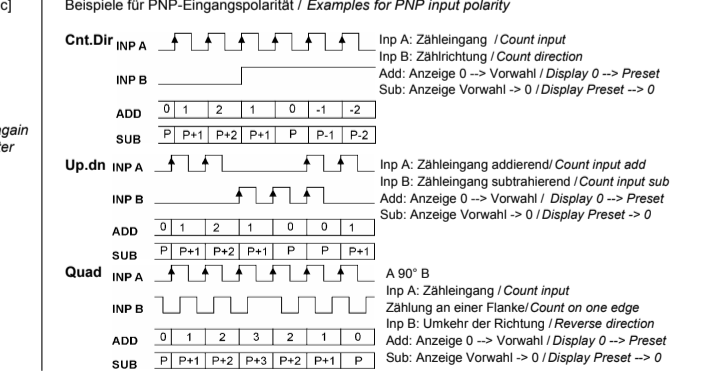 c]
Beispiele für PNP-Eingangspolarität / Examples for PNP input polarity
Cnt.Dir INP A
Inp A: Zähleingang / Count input
Inp B: Zählrichtung / Count direction
INP B
Add: Anzeige 0 --> Vorwahl / Display 0 --> Preset
Sub: Anzeige Vorwahl -> 0 / Display Preset --> 0
ADD 0 1 2 1 0 -1 -2
SUB P P+1 P+2 P+1 P P-1 P-2
gain
ter
Up.dn INP A
Inp A: Zähleingang addierend/ Count input add
Inp B: Zähleingang subtrahierend / Count input sub
INP B
Add: Anzeige 0 --> Vorwahl / Display 0 --> Preset
Sub: Anzeige Vorwahl -> 0 / Display Preset -> 0
ADD 0 1 2 1 0 0 1
SUB P P+1 P+2 P+1 P P P+1
Quad INP A
A 90° B
Inp A: Zähleingang / Count input
INP B
Zählung an einer Flanke/ Count on one edge
Inp B: Umkehr der Richtung / Reverse direction
ADD 0 1 2 3 2 1 0
Add: Anzeige 0 --> Vorwahl / Display 0 --> Preset
SUB P P+1 P+2 P+3 P+2 P+1 P
Sub: Anzeige Vorwahl -> 0 / Display Preset --> 0